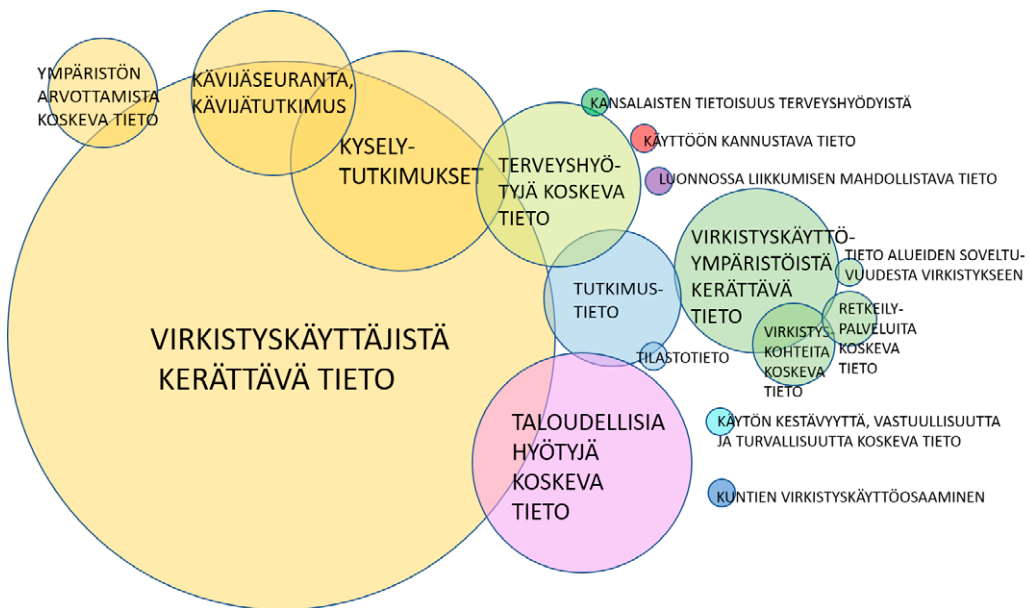 YMPÄRISTÖN
ARVOTTAMISTA
KOSKEVA TIETO
KÄVIJÄSEURANTA,
KÄVIJÄTUTKIMUS
KYSELY-
TUTKIMUKSET
TERVEYSHYÖ-
TYJÄ KOSKEVA
TIETO
KANSALAISTEN TIETOISUUS TERVEYSHYÖDYISTÄ
KÄYTTÖÖN KANNUSTAVA TIETO
LUONNOSSA LIIKKUMISEN MAHDOLLISTAVA TIETO
VIRKISTYSKÄYTTÖ-
YMPÄRISTÖISTÄ
KERÄTTÄVÄ
TIETO
TIETO ALUEIDEN SOVELTU-
VUUDESTA VIRKISTYKSEEN
RETKEILY-
PALVELUITA
KOSKEVA
TIETO
VIRKISTYS-
KOHTEITA
KOSKEVA
TIETO
TUTKIMUS-
TIETO
TILASTOTIETO
VIRKISTYSKÄYTTÄJISTÄ
KERÄTTÄVÄ TIETO
TALOUDELLISIA
HYÖTYJÄ
KOSKEVA
TIETO
KÄYTÖN KESTÄVYYTTÄ, VASTUULLISUUTTA
JA TURVALLISUUTTA KOSKEVA TIETO
KUNTIEN VIRKISTYSKÄYTTÖOSAAMINEN